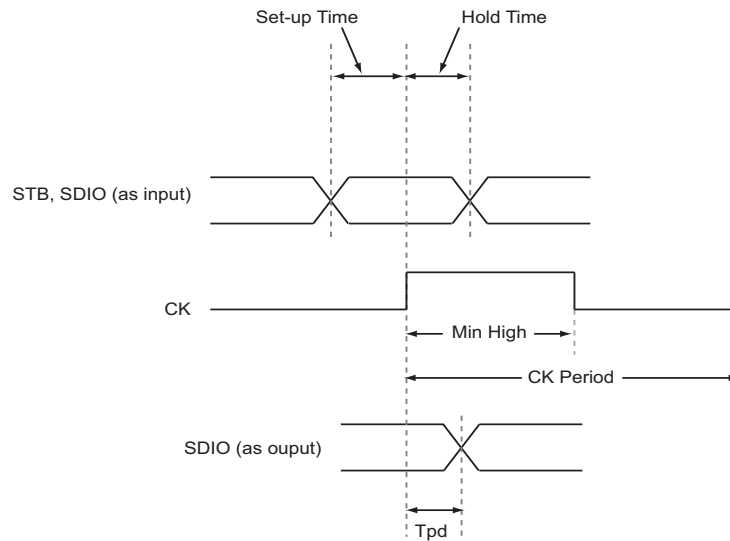 Set-up Time
Hold Time
STB, SDIO (as input)
CK
Min High
CK Period
SDIO (as ouput)
Tpd